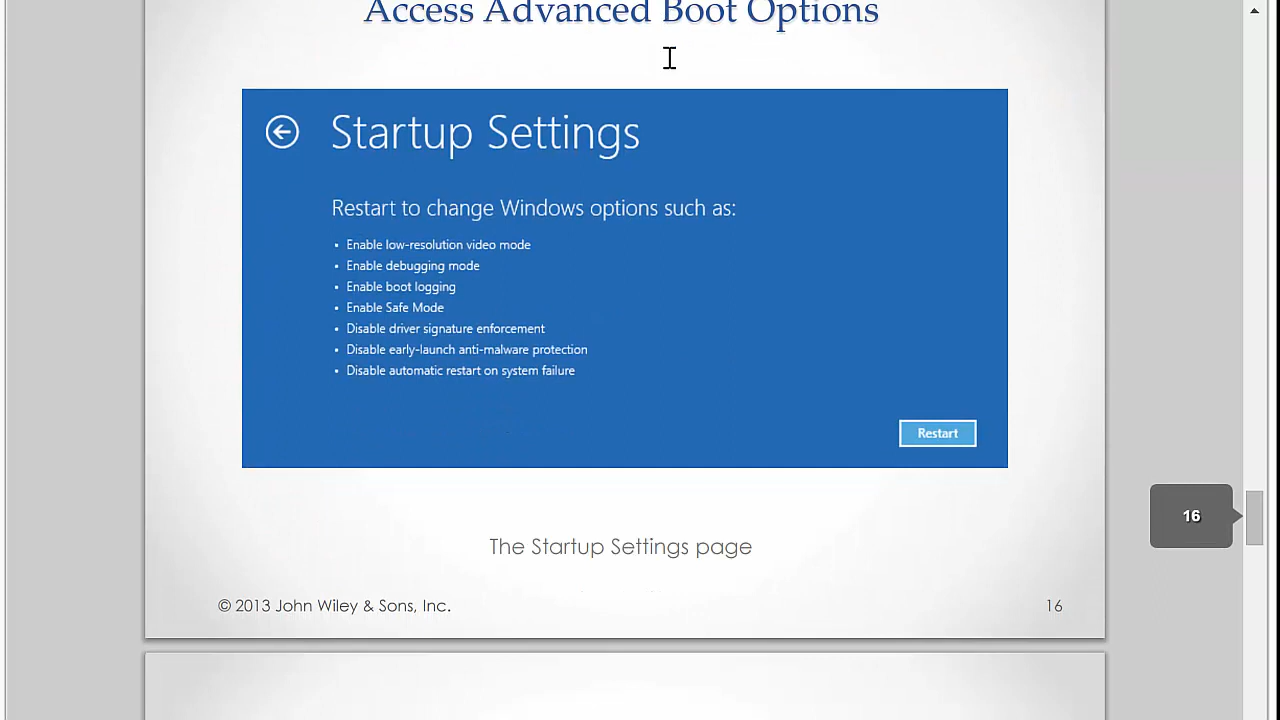 Access Advanced Boot Options
Startup Settings
Restart to change Windows options such as:
• Enable low-resolution video mode
• Enable debugging mode
• Enable boot logging
• Enable Safe Mode
• Disable driver signature enforcement
• Disable early-launch anti-malware protection
• Disable automatic restart on system failure
Restart
16
The Startup Settings page
© 2013 John Wiley & Sons, Inc.
16